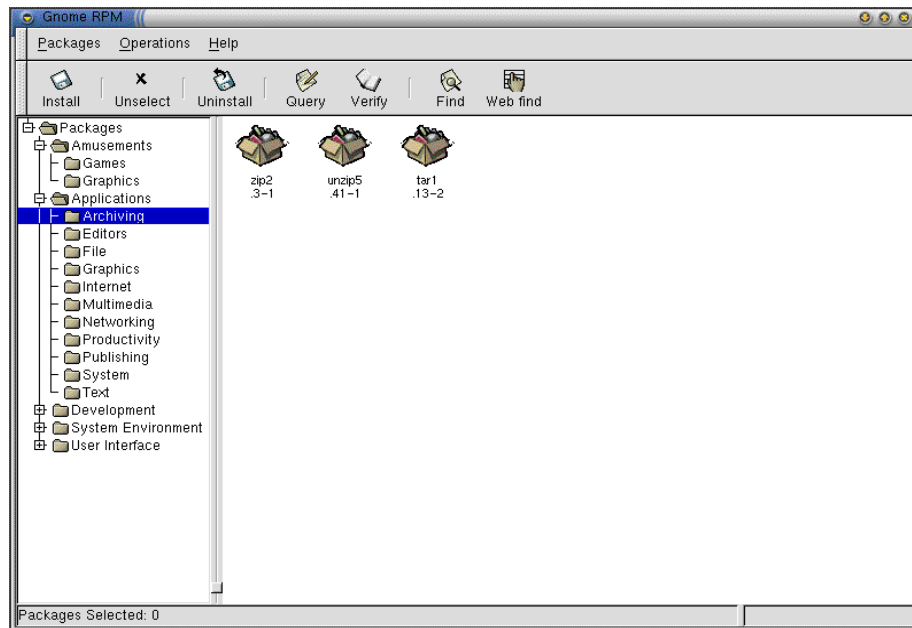 Gnome RPM
Packages Operations Help
Install Unselect Uninstall Query Verify Find Web find
Packages
Amusements
Games
Graphics
Applications
Archiving
Editors
File
Graphics
Internet
Multimedia
Networking
Productivity
Publishing
System
Text
Development
System Environment
User Interface
zip2 unzip5 tar1
.3-1 .41-1 .13-2
Packages Selected: 0